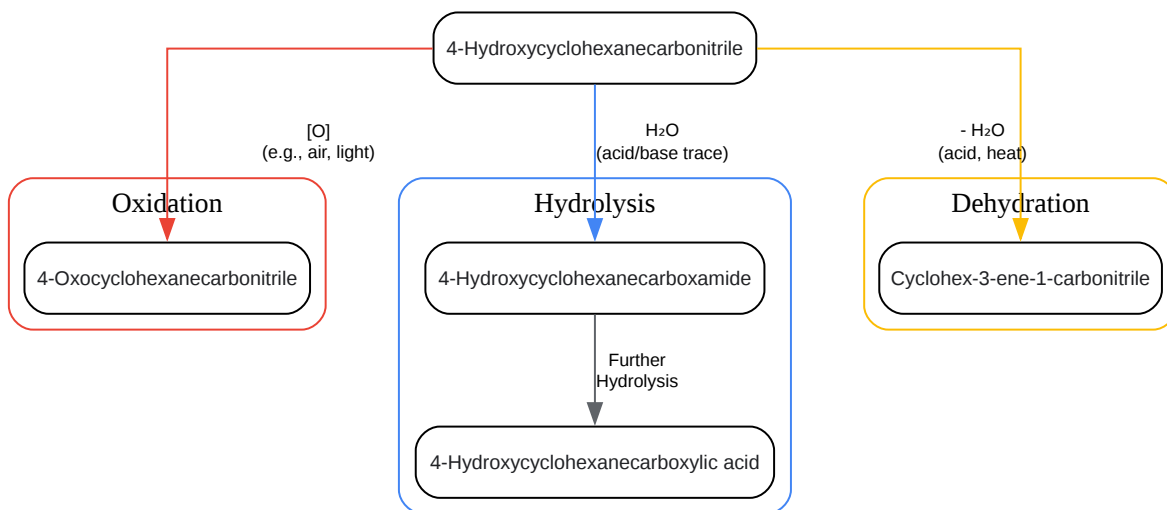 4-Hydroxycyclohexanecarbonitrile
[O]
(e.g., air, light)
H₂O
(acid/base trace)
- H₂O
(acid, heat)
Oxidation
Hydrolysis
Dehydration
4-Oxocyclohexanecarbonitrile
4-Hydroxycyclohexanecarboxamide
Cyclohex-3-ene-1-carbonitrile
Further
Hydrolysis
4-Hydroxycyclohexanecarboxylic acid